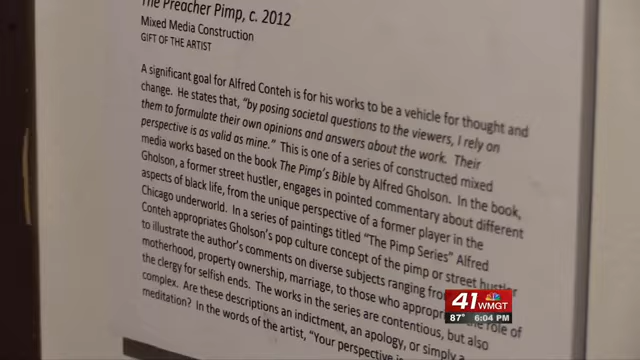 The Preacher Pimp, c. 2012
Mixed Media Construction
GIFT OF THE ARTIST
A significant goal for Alfred Conteh is for his works to be a vehicle for thought and
change. He states that, "by posing societal questions to the viewers, I rely on
them to formulate their own opinions and answers about the work. Their
perspective is as valid as mine." This is one of a series of constructed mixed
media works based on the book The Pimp's Bible by Alfred Gholson. In the book,
Gholson, a former street hustler, engages in pointed commentary about different
aspects of black life, from the unique perspective of a former player in the
Chicago underworld. In a series of paintings titled "The Pimp Series" Alfred
Conteh appropriates Gholson's pop culture concept of the pimp or street hustler
to illustrate the author's comments on diverse subjects ranging from
motherhood, property ownership, marriage, to those who appropr the role of
the clergy for selfish ends. The works in the series are contentious, but also
complex. Are these descriptions an indictment, an apology, or simply a
meditation? In the words of the artist, "Your perspective is
41 WMGT
87° 6:04 PM